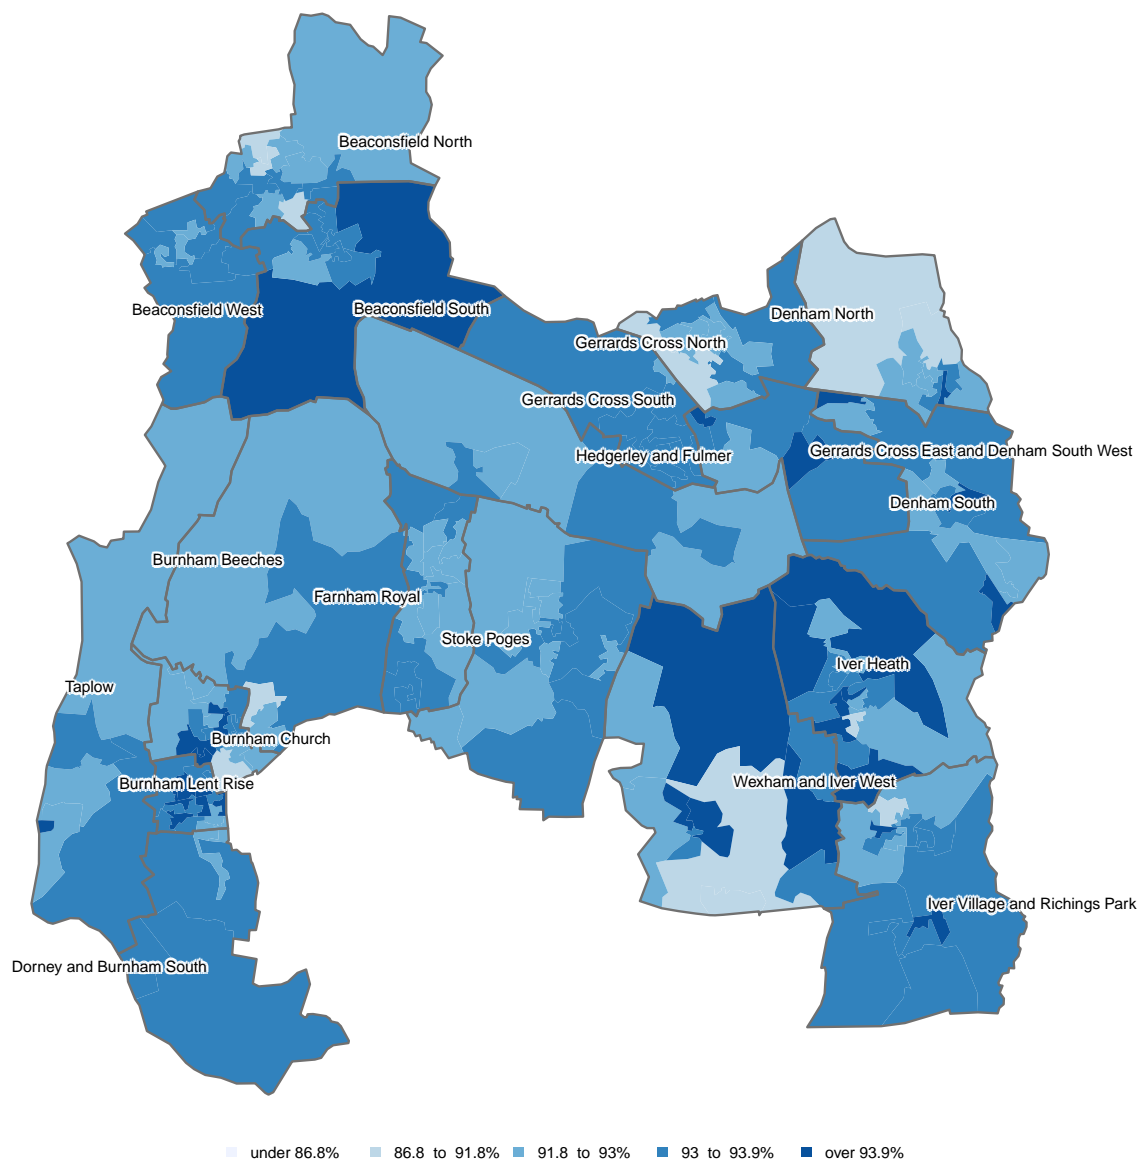 Beaconsfield North
Beaconsfield West
Beaconsfield South
Denham North
Gerrards Cross North
Gerrards Cross South
Hedgerley and Fulmer
Gerrards Cross East and Denham South West
Denham South
Burnham Beeches
Farnham Royal
Stoke Poges
Iver Heath
Taplow
Burnham Church
Burnham Lent Rise
Wexham and Iver West
Iver Village and Richings Park
Dorney and Burnham South
under 86.8% 86.8 to 91.8% 91.8 to 93% 93 to 93.9% over 93.9%